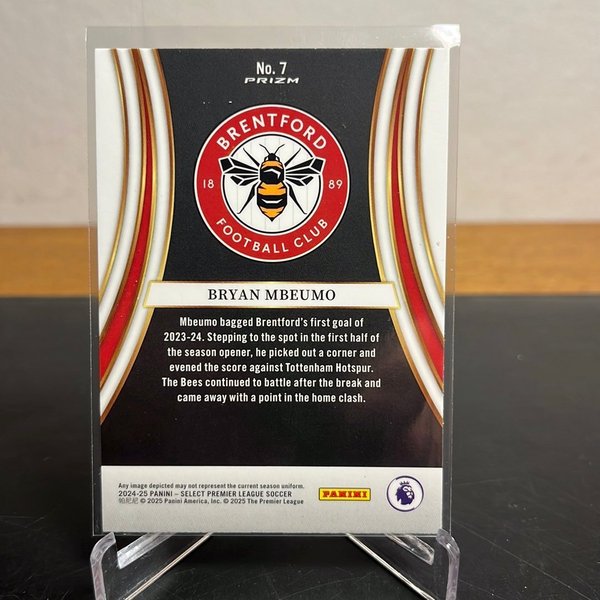 No. 7
PRIZM
BRENTFORD
18 89
FOOTBALL CLUB
BRYAN MBEUMO
Mbeumo bagged Brentford's first goal of
2023-24. Stepping to the spot in the first half of
the season opener, he picked out a corner and
evened the score against Tottenham Hotspur.
The Bees continued to battle after the break and
came away with a point in the home clash.
Any image depicted may not represent the current season uniform.
2024-25 PANINI – SELECT PREMIER LEAGUE SOCCER
帕尼尼 © 2025 Panini America, Inc. © 2025 The Premier League
PANINI